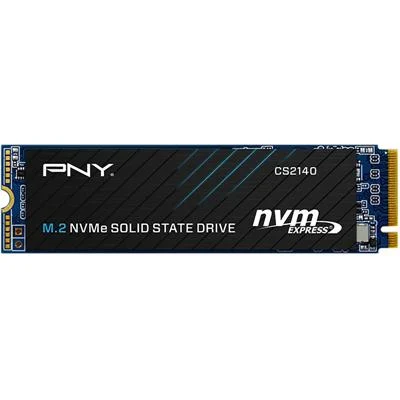 PNY
CS2140
M.2 NVMe SOLID STATE DRIVE
nvm
EXPRESS®